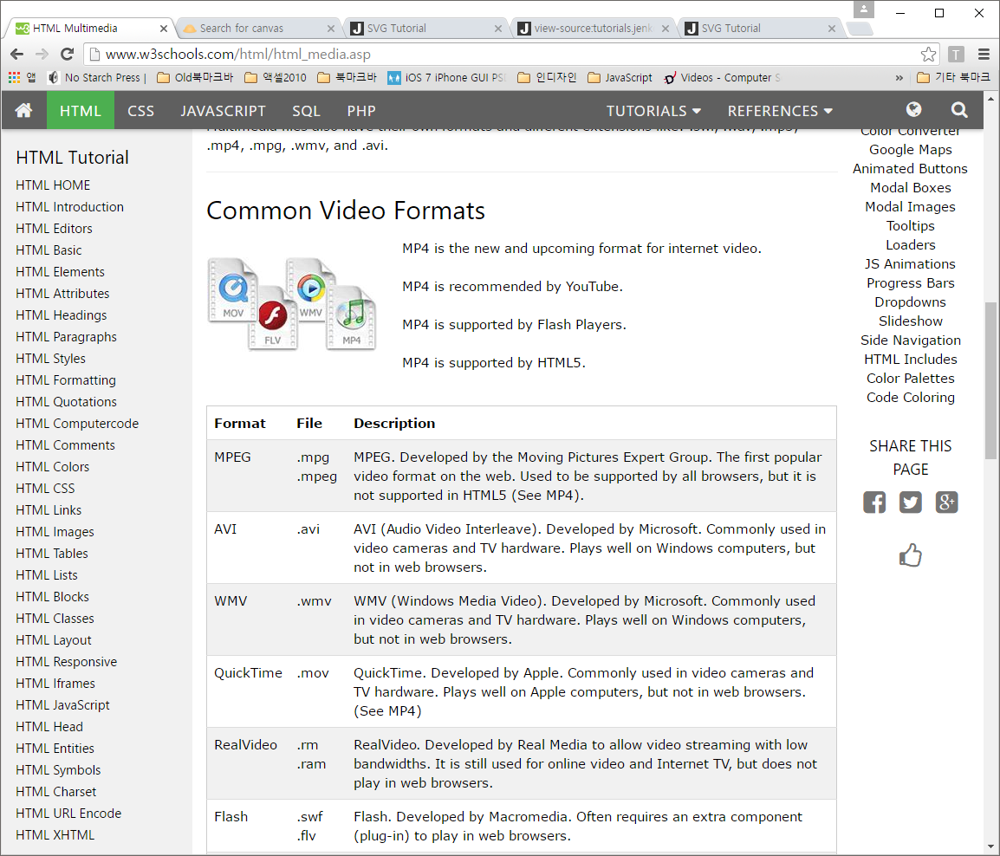 HTML Multimedia
Search for canvas
SVG Tutorial
view-source:tutorials.jenk
SVG Tutorial
www.w3schools.com/html/html_media.asp
T
앱 No Starch Press | Old북마크바 액셀2010 북마크바 iOS 7 iPhone GUI PS 인디자인 JavaScript Videos - Computer S » 기타 북마크
HTML CSS JAVASCRIPT SQL PHP TUTORIALS REFERENCES
HTML Tutorial
HTML HOME
HTML Introduction
HTML Editors
HTML Basic
HTML Elements
HTML Attributes
HTML Headings
HTML Paragraphs
HTML Styles
HTML Formatting
HTML Quotations
HTML Computercode
HTML Comments
HTML Colors
HTML CSS
HTML Links
HTML Images
HTML Tables
HTML Lists
HTML Blocks
HTML Classes
HTML Layout
HTML Responsive
HTML Iframes
HTML JavaScript
HTML Head
HTML Entities
HTML Symbols
HTML Charset
HTML URL Encode
HTML XHTML
Multimedia files also have their own formats and different extensions like: .swf, .wav, .mp3,
.mp4, .mpg, .wmv, and .avi.
Common Video Formats
MOV
FLV
WMV
MP4
MP4 is the new and upcoming format for internet video.
MP4 is recommended by YouTube.
MP4 is supported by Flash Players.
MP4 is supported by HTML5.
Format File Description
MPEG .mpg MPEG. Developed by the Moving Pictures Expert Group. The first popular
.mpeg video format on the web. Used to be supported by all browsers, but it is
not supported in HTML5 (See MP4).
AVI .avi AVI (Audio Video Interleave). Developed by Microsoft. Commonly used in
video cameras and TV hardware. Plays well on Windows computers, but
not in web browsers.
WMV .wmv WMV (Windows Media Video). Developed by Microsoft. Commonly used
in video cameras and TV hardware. Plays well on Windows computers,
but not in web browsers.
QuickTime .mov QuickTime. Developed by Apple. Commonly used in video cameras and
TV hardware. Plays well on Apple computers, but not in web browsers.
(See MP4)
RealVideo .rm RealVideo. Developed by Real Media to allow video streaming with low
.ram bandwidths. It is still used for online video and Internet TV, but does not
play in web browsers.
Flash .swf Flash. Developed by Macromedia. Often requires an extra component
.flv (plug-in) to play in web browsers.
Color Converter
Google Maps
Animated Buttons
Modal Boxes
Modal Images
Tooltips
Loaders
JS Animations
Progress Bars
Dropdowns
Slideshow
Side Navigation
HTML Includes
Color Palettes
Code Coloring
SHARE THIS
PAGE